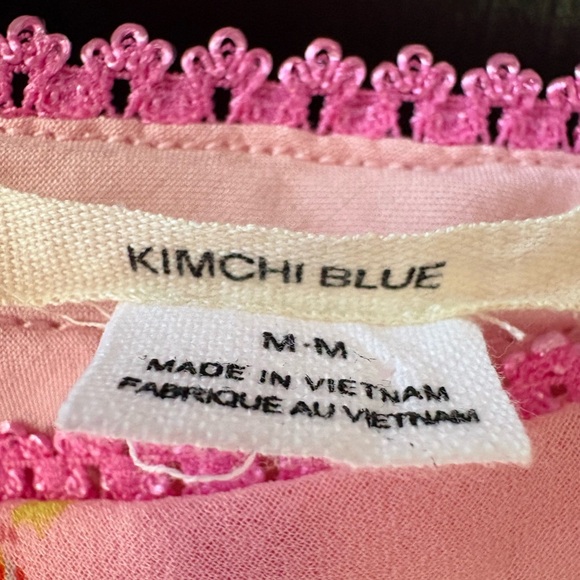 KIMCHI BLUE
M-M
MADE IN VIETNAM
FABRIQUE AU VIETNAM